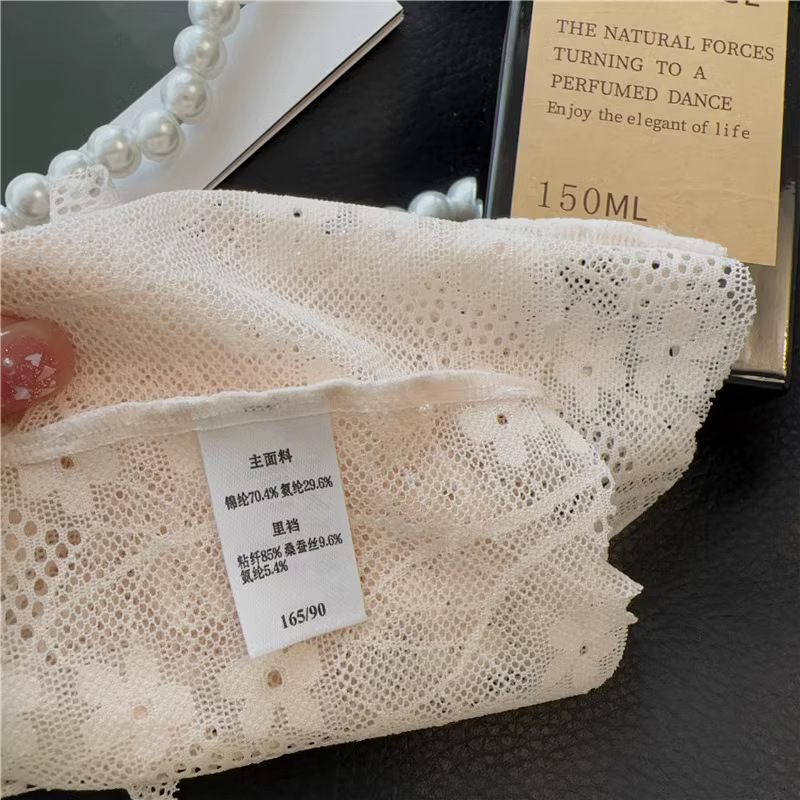 THE NATURAL FORCES
TURNING TO A
PERFUMED DANCE
Enjoy the elegant of life
150ML
主面料
锦纶70.4% 氨纶29.6%
里裆
粘纤85% 桑蚕丝9.6%
氨纶5.4%
165/90